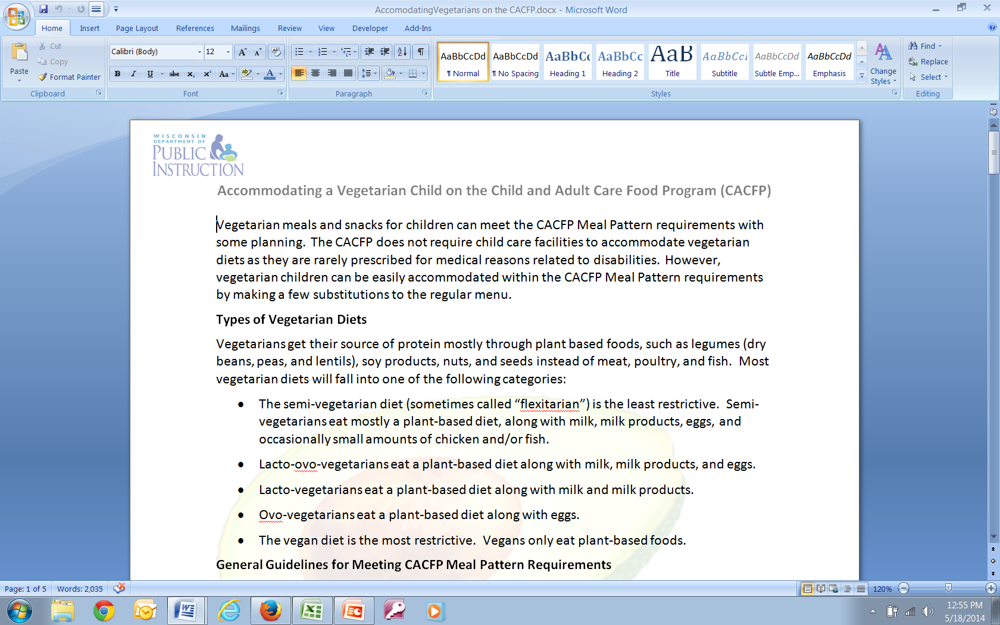 AccomodatingVegetarians on the CACFP.docx - Microsoft Word
Home Insert Page Layout References Mailings Review View Developer Add-Ins
Paste
Cut
Copy
Format Painter
Clipboard
Calibri (Body) 12
B I U abc X₂ X² Aa ab A
Font
Paragraph
AaBbCcDd AaBbCcDd AaBbCc AaBbCc AaB AaBbCcl AaBbCcDd AaBbCcDd
¶ Normal ¶ No Spacing Heading 1 Heading 2 Title Subtitle Subtle Emp... Emphasis
Change
Styles
Styles
Find
Replace
Select
Editing
WISCONSIN
DEPARTMENT OF
PUBLIC
INSTRUCTION
Accommodating a Vegetarian Child on the Child and Adult Care Food Program (CACFP)
Vegetarian meals and snacks for children can meet the CACFP Meal Pattern requirements with
some planning.  The CACFP does not require child care facilities to accommodate vegetarian
diets as they are rarely prescribed for medical reasons related to disabilities.  However,
vegetarian children can be easily accommodated within the CACFP Meal Pattern requirements
by making a few substitutions to the regular menu.
Types of Vegetarian Diets
Vegetarians get their source of protein mostly through plant based foods, such as legumes (dry
beans, peas, and lentils), soy products, nuts, and seeds instead of meat, poultry, and fish.  Most
vegetarian diets will fall into one of the following categories:
• The semi-vegetarian diet (sometimes called “flexitarian”) is the least restrictive.  Semi-
vegetarians eat mostly a plant-based diet, along with milk, milk products, eggs, and
occasionally small amounts of chicken and/or fish.
• Lacto-ovo-vegetarians eat a plant-based diet along with milk, milk products, and eggs.
• Lacto-vegetarians eat a plant-based diet along with milk and milk products.
• Ovo-vegetarians eat a plant-based diet along with eggs.
• The vegan diet is the most restrictive.  Vegans only eat plant-based foods.
General Guidelines for Meeting CACFP Meal Pattern Requirements
Page: 1 of 5 Words: 2,035 120%
12:55 PM
5/18/2014